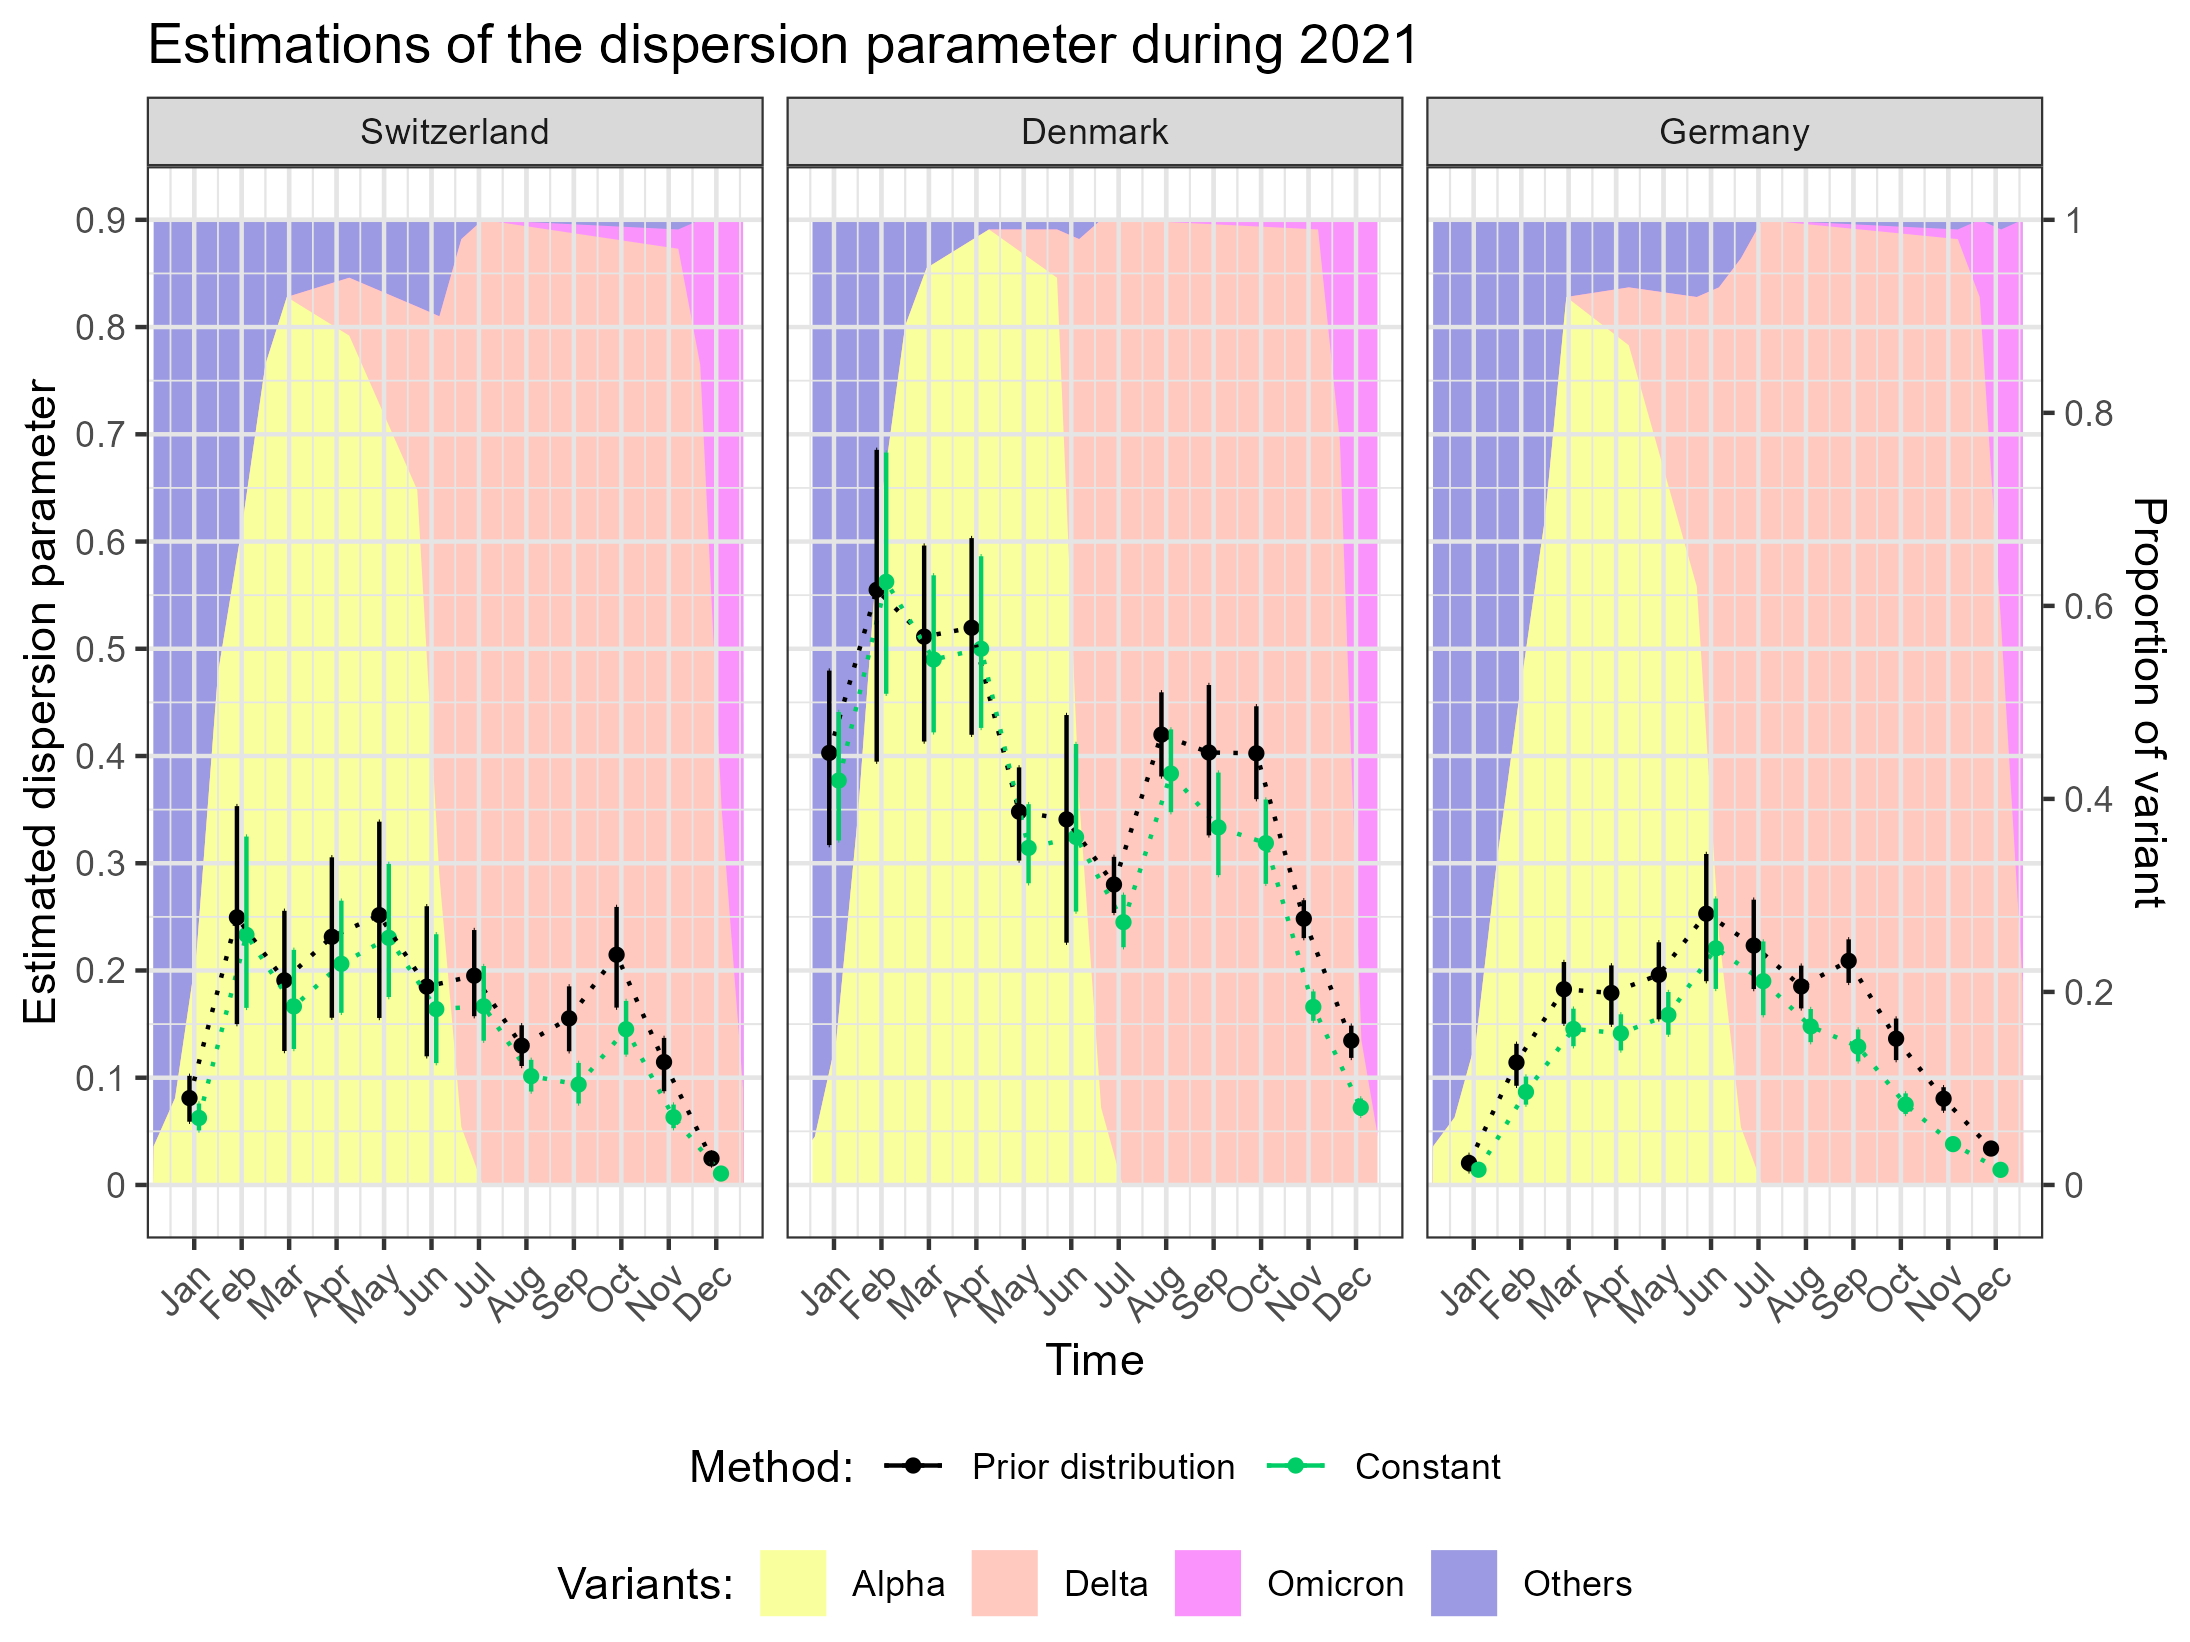 Estimations of the dispersion parameter during 2021
Switzerland
Denmark
Germany
Estimated dispersion parameter
0.9
0.8
0.7
0.6
0.5
0.4
0.3
0.2
0.1
0
1
0.8
0.6
0.4
0.2
0
Proportion of variant
Jan Feb Mar Apr May Jun Jul Aug Sep Oct Nov Dec
Jan Feb Mar Apr May Jun Jul Aug Sep Oct Nov Dec
Jan Feb Mar Apr May Jun Jul Aug Sep Oct Nov Dec
Time
Method: Prior distribution Constant
Variants: Alpha Delta Omicron Others